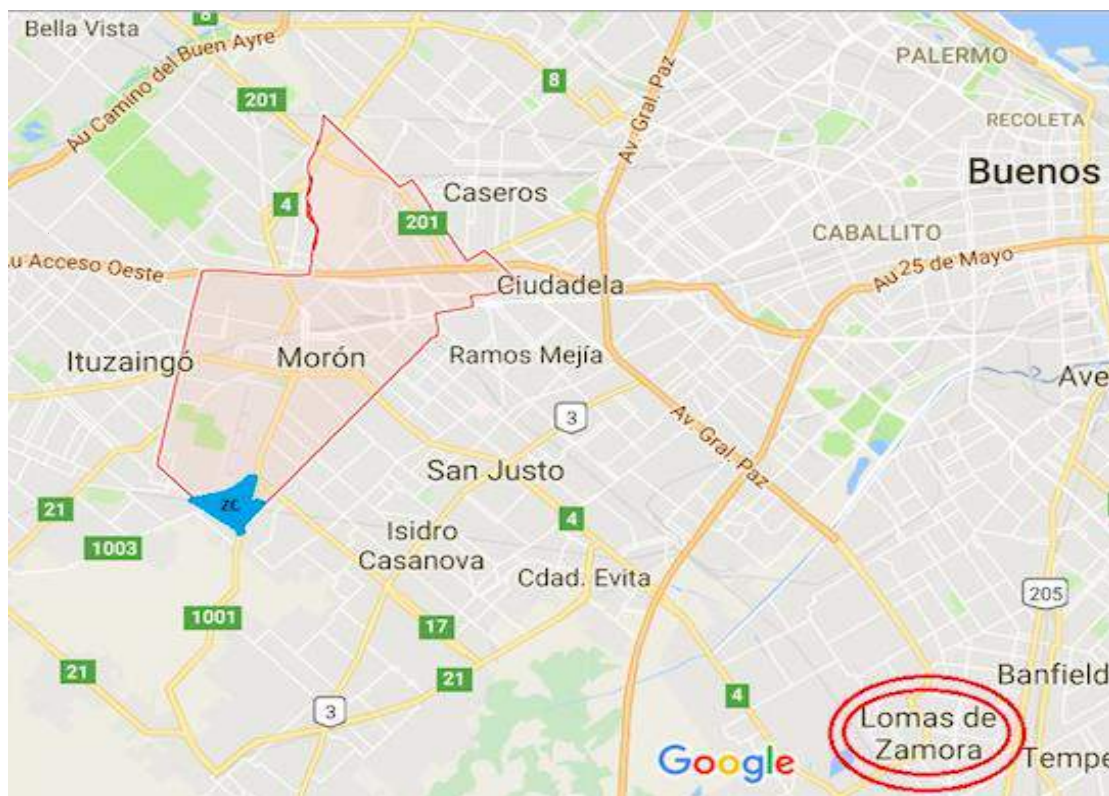 8
Bella Vista
Au Camino del Buen Ayre
201
8
Av. Gral. Paz
PALERMO
RECOLETA
Buenos
4
Caseros
201
CABALLITO
u Acceso Oeste
Ciudadela
Au 25 de Mayo
Ituzaingó
Morón
Ramos Mejía
Ave
3
Av. Gral. Paz
San Justo
ZC
21
4
1003
Isidro
Casanova
Cdad. Evita
205
1001
17
21
21
3
4
Banfield
Lomas de
Zamora
Tempe
Google